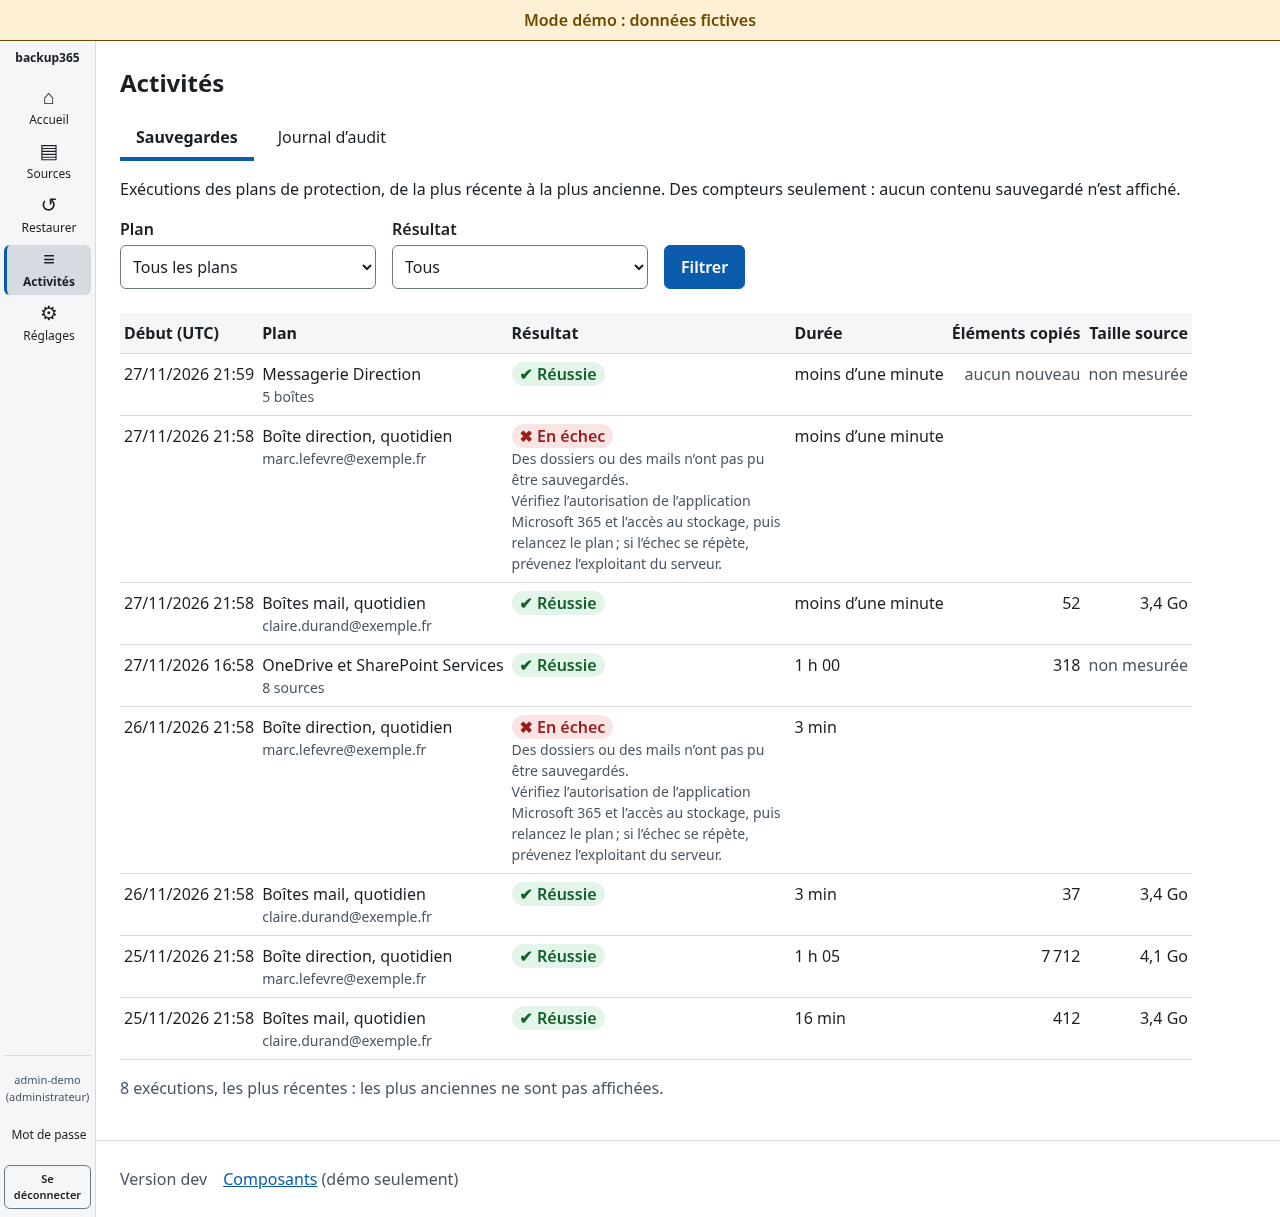 Mode démo : données fictives
backup365
Accueil
Sources
Restaurer
Activités
Réglages
admin-demo
(administrateur)
Mot de passe
Se
déconnecter
Activités
Sauvegardes Journal d’audit
Exécutions des plans de protection, de la plus récente à la plus ancienne. Des compteurs seulement : aucun contenu sauvegardé n’est affiché.
Plan Résultat
Tous les plans Tous Filtrer
Début (UTC) Plan Résultat Durée Éléments copiés Taille source
27/11/2026 21:59 Messagerie Direction ✔ Réussie moins d’une minute aucun nouveau non mesurée
5 boîtes
27/11/2026 21:58 Boîte direction, quotidien ✖ En échec moins d’une minute
marc.lefevre@exemple.fr Des dossiers ou des mails n’ont pas pu
être sauvegardés.
Vérifiez l’autorisation de l’application
Microsoft 365 et l’accès au stockage, puis
relancez le plan ; si l’échec se répète,
prévenez l’exploitant du serveur.
27/11/2026 21:58 Boîtes mail, quotidien ✔ Réussie moins d’une minute 52 3,4 Go
claire.durand@exemple.fr
27/11/2026 16:58 OneDrive et SharePoint Services ✔ Réussie 1 h 00 318 non mesurée
8 sources
26/11/2026 21:58 Boîte direction, quotidien ✖ En échec 3 min
marc.lefevre@exemple.fr Des dossiers ou des mails n’ont pas pu
être sauvegardés.
Vérifiez l’autorisation de l’application
Microsoft 365 et l’accès au stockage, puis
relancez le plan ; si l’échec se répète,
prévenez l’exploitant du serveur.
26/11/2026 21:58 Boîtes mail, quotidien ✔ Réussie 3 min 37 3,4 Go
claire.durand@exemple.fr
25/11/2026 21:58 Boîte direction, quotidien ✔ Réussie 1 h 05 7 712 4,1 Go
marc.lefevre@exemple.fr
25/11/2026 21:58 Boîtes mail, quotidien ✔ Réussie 16 min 412 3,4 Go
claire.durand@exemple.fr
8 exécutions, les plus récentes : les plus anciennes ne sont pas affichées.
Version dev Composants (démo seulement)